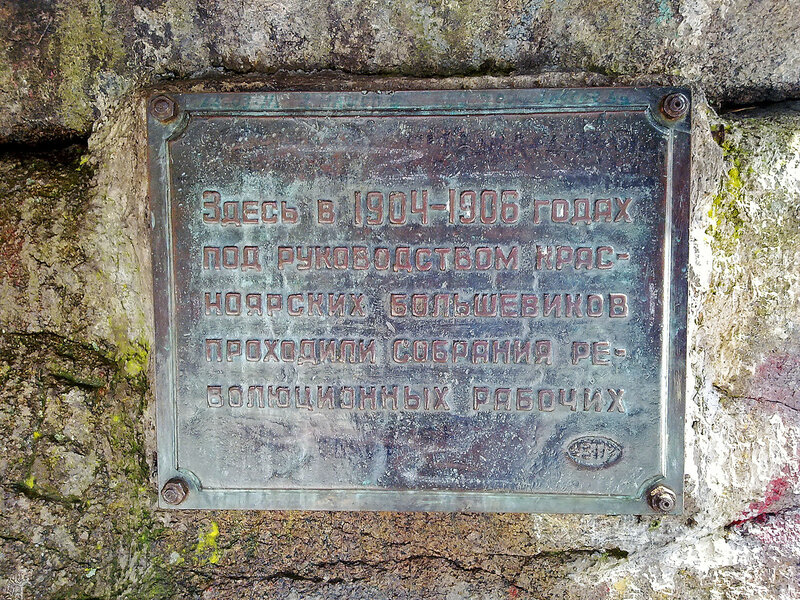 Здесь в 1904-1906 годах
под руководством крас-
ноярских большевиков
проходили собрания ре-
волюционных рабочих